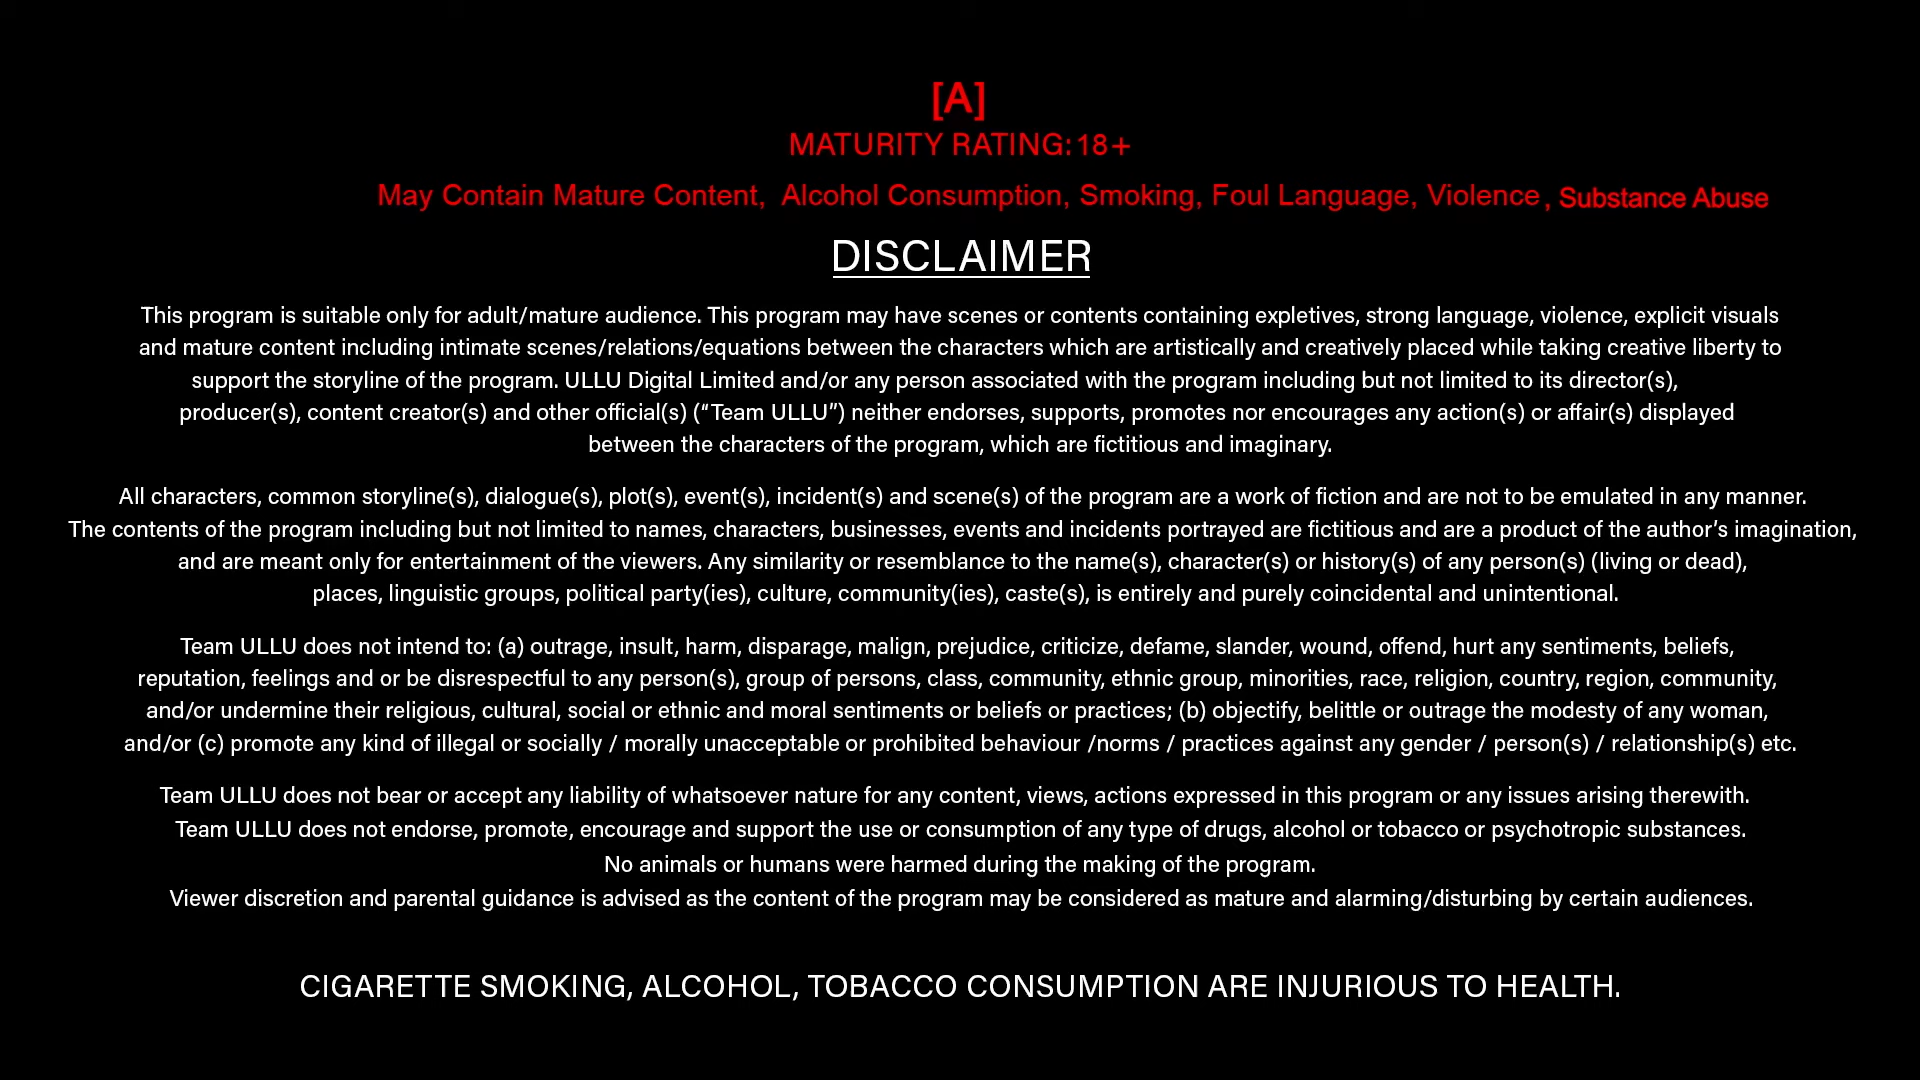 [A]
MATURITY RATING:18+
May Contain Mature Content, Alcohol Consumption, Smoking, Foul Language, Violence, Substance Abuse
DISCLAIMER
This program is suitable only for adult/mature audience. This program may have scenes or contents containing expletives, strong language, violence, explicit visuals
and mature content including intimate scenes/relations/equations between the characters which are artistically and creatively placed while taking creative liberty to
support the storyline of the program. ULLU Digital Limited and/or any person associated with the program including but not limited to its director(s),
producer(s), content creator(s) and other official(s) (“Team ULLU”) neither endorses, supports, promotes nor encourages any action(s) or affair(s) displayed
between the characters of the program, which are fictitious and imaginary.
All characters, common storyline(s), dialogue(s), plot(s), event(s), incident(s) and scene(s) of the program are a work of fiction and are not to be emulated in any manner.
The contents of the program including but not limited to names, characters, businesses, events and incidents portrayed are fictitious and are a product of the author’s imagination,
and are meant only for entertainment of the viewers. Any similarity or resemblance to the name(s), character(s) or history(s) of any person(s) (living or dead),
places, linguistic groups, political party(ies), culture, community(ies), caste(s), is entirely and purely coincidental and unintentional.
Team ULLU does not intend to: (a) outrage, insult, harm, disparage, malign, prejudice, criticize, defame, slander, wound, offend, hurt any sentiments, beliefs,
reputation, feelings and or be disrespectful to any person(s), group of persons, class, community, ethnic group, minorities, race, religion, country, region, community,
and/or undermine their religious, cultural, social or ethnic and moral sentiments or beliefs or practices; (b) objectify, belittle or outrage the modesty of any woman,
and/or (c) promote any kind of illegal or socially / morally unacceptable or prohibited behaviour /norms / practices against any gender / person(s) / relationship(s) etc.
Team ULLU does not bear or accept any liability of whatsoever nature for any content, views, actions expressed in this program or any issues arising therewith.
Team ULLU does not endorse, promote, encourage and support the use or consumption of any type of drugs, alcohol or tobacco or psychotropic substances.
No animals or humans were harmed during the making of the program.
Viewer discretion and parental guidance is advised as the content of the program may be considered as mature and alarming/disturbing by certain audiences.
CIGARETTE SMOKING, ALCOHOL, TOBACCO CONSUMPTION ARE INJURIOUS TO HEALTH.